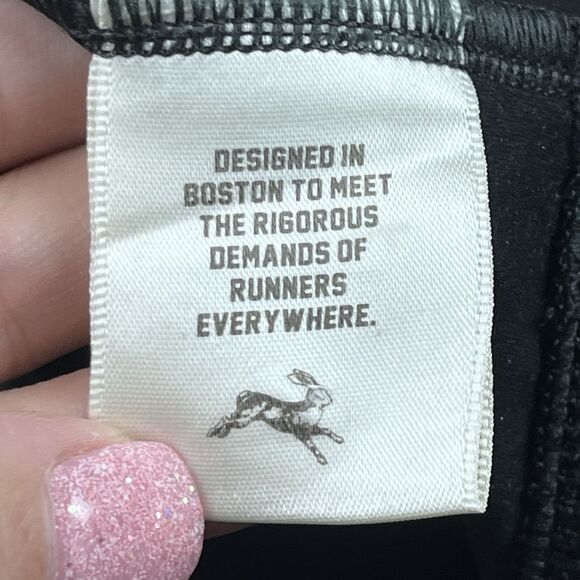 DESIGNED IN
BOSTON TO MEET
THE RIGOROUS
DEMANDS OF
RUNNERS
EVERYWHERE.